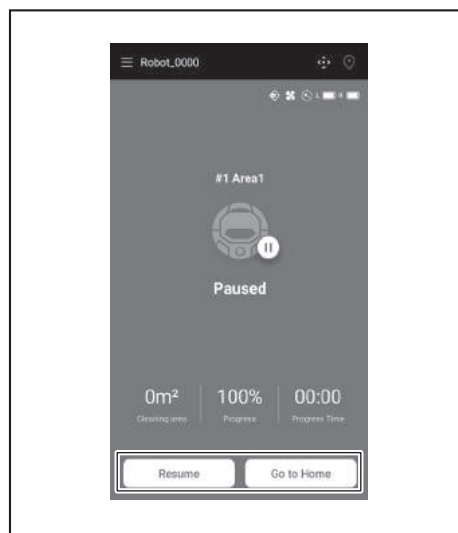 Robot_0000
L R
#1 Area1
Paused
0m² 100% 00:00
Cleaning area Progress Progress Time
Resume Go to Home